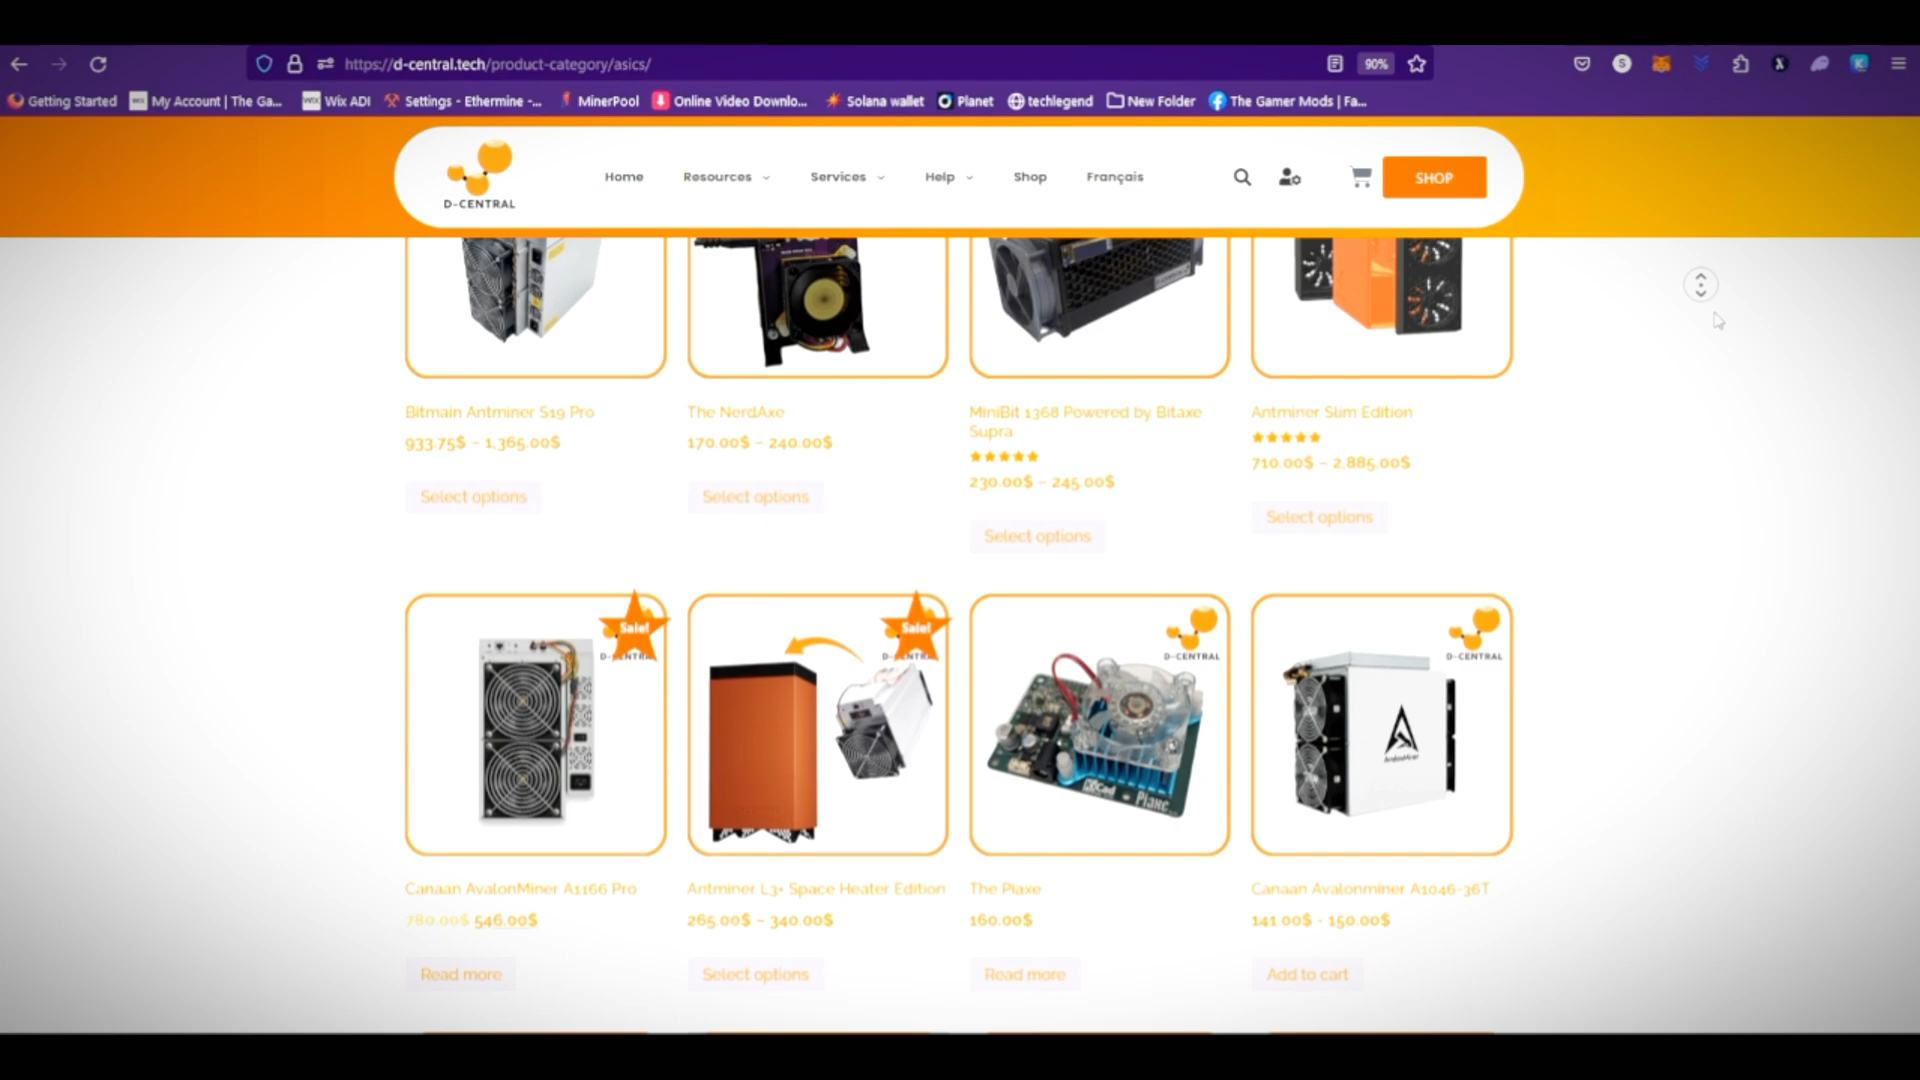 https://d-central.tech/product-category/asics/
90%
Getting Started
My Account | The Ga...
Wix ADI
Settings - Ethermine -...
MinerPool
Online Video Downlo...
Solana wallet
Planet
techlegend
New Folder
The Gamer Mods | Fa...
D-CENTRAL
Home
Resources
Services
Help
Shop
Français
SHOP
Bitmain Antminer S19 Pro
933.75$ – 1,365.00$
Select options
The NerdAxe
170.00$ – 240.00$
Select options
MiniBit 1368 Powered by Bitaxe
Supra
230.00$ – 245.00$
Select options
Antminer Slim Edition
710.00$ – 2,885.00$
Select options
Sale!
Canaan AvalonMiner A1166 Pro
780.00$ 546.00$
Read more
Sale!
Antminer L3+ Space Heater Edition
265.00$ – 340.00$
Select options
D-CENTRAL
Piaxe
The Piaxe
160.00$
Read more
D-CENTRAL
AvalonMiner
Canaan Avalonminer A1046-36T
141.00$ - 150.00$
Add to cart